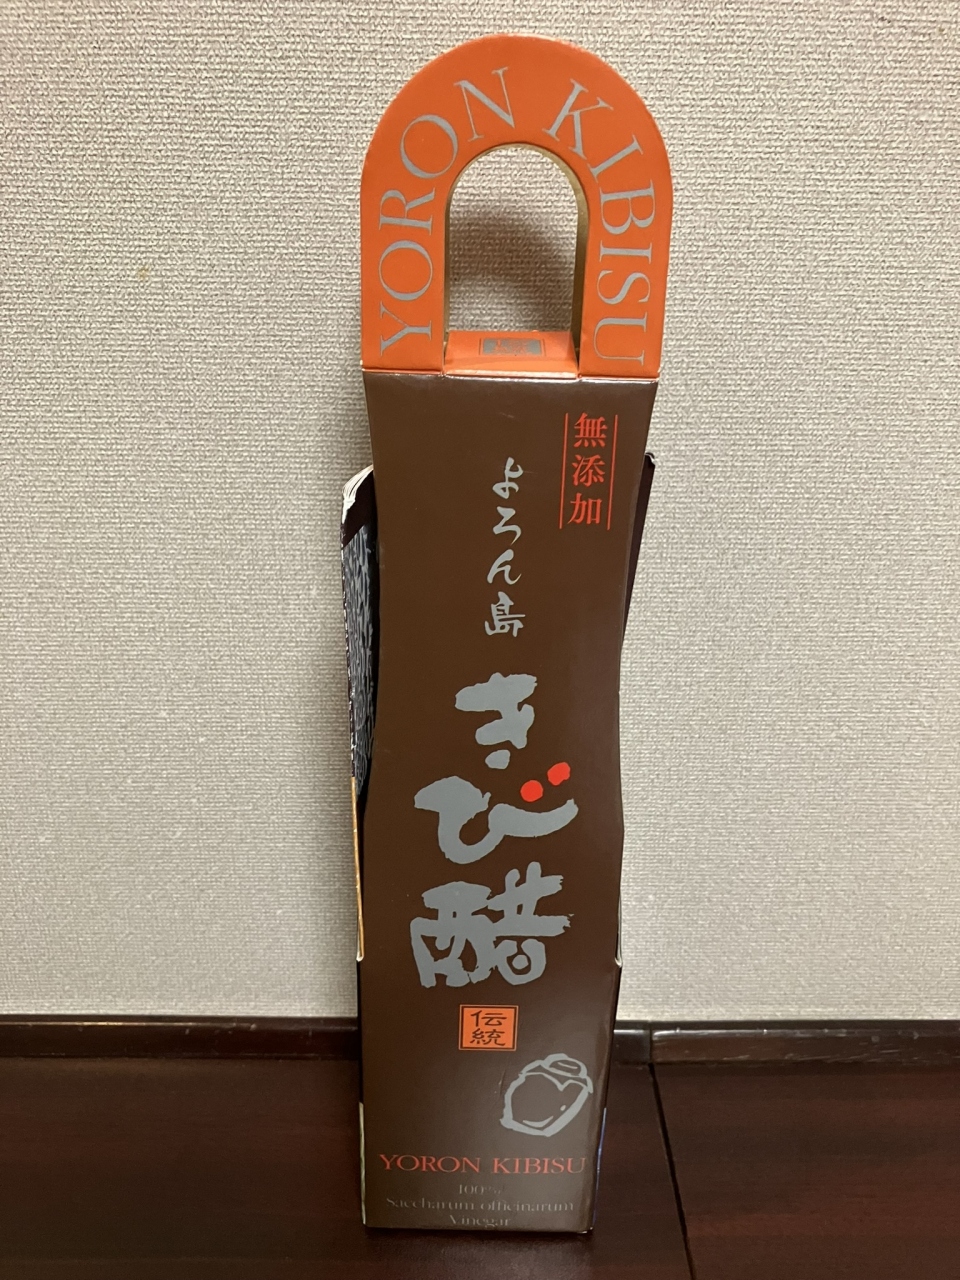 YORON KIBISU
無添加
よろん島
きび醋
伝統
YORON KIBISU
100%
Saccharum officinarum
Vinegar